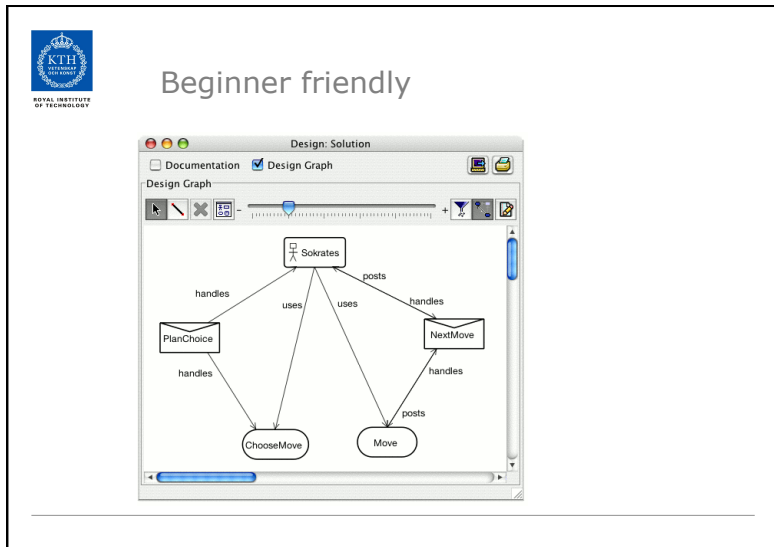 KTH
VETENSKAP
OCH KONST
ROYAL INSTITUTE
OF TECHNOLOGY
Beginner friendly
Design: Solution
Documentation Design Graph
Design Graph
- +
Sokrates
posts
handles
uses uses handles
PlanChoice NextMove
handles handles
posts
ChooseMove Move